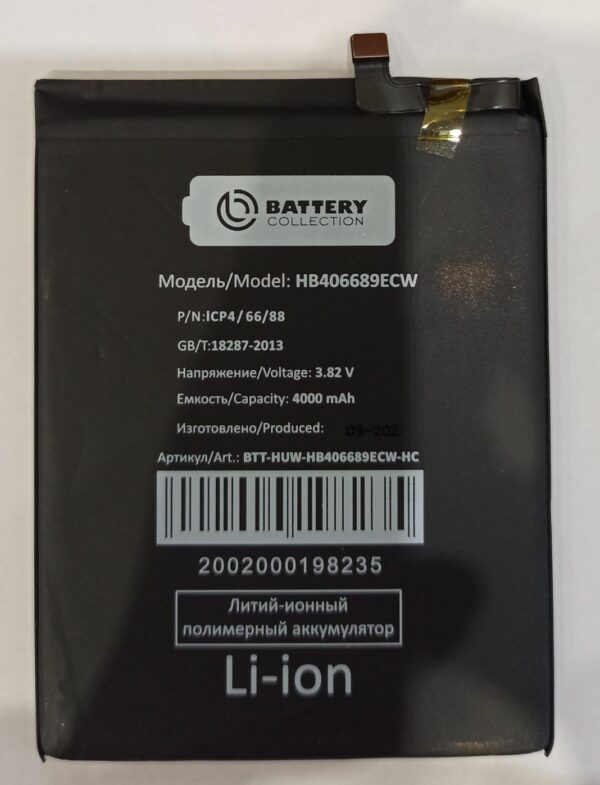 BATTERY
COLLECTION
Модель/Model: HB406689ECW
P/N:ICP4/66/88
GB/T:18287-2013
Напряжение/Voltage: 3.82 V
Емкость/Capacity: 4000 mAh
Изготовлено/Produced:
Артикул/Art.: BTT-HUW-HB406689ECW-HC
2002000198235
Литий-ионный
полимерный аккумулятор
Li-ion